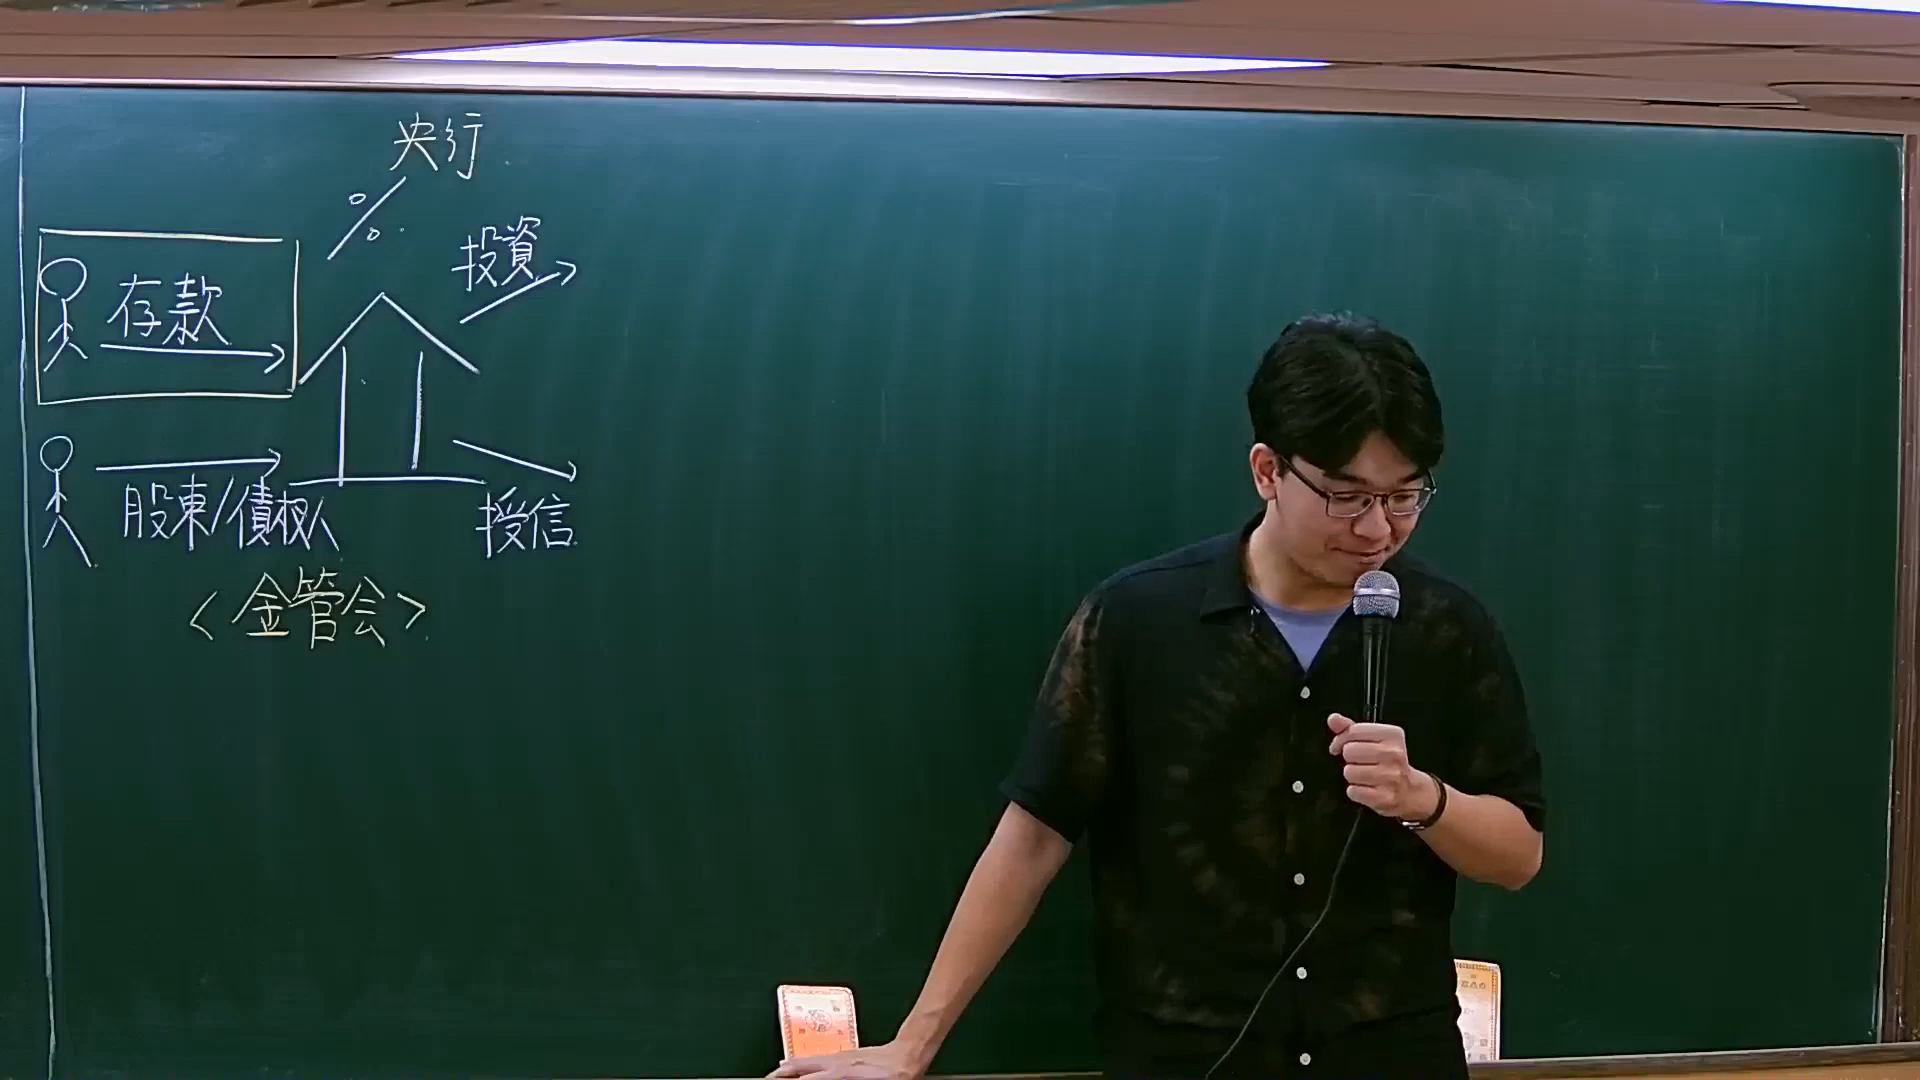 央行
%
投資
存款
股東/債权人
授信
<金管会>